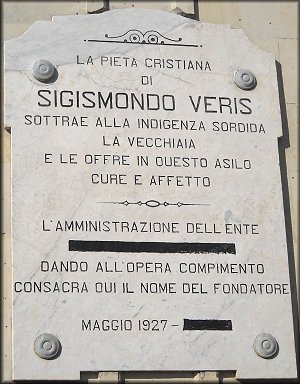 LA PIETA CRISTIANA
DI
SIGISMONDO VERIS
SOTTRAE ALLA INDIGENZA SORDIDA
LA VECCHIAIA
E LE OFFRE IN QUESTO ASILO
CURE E AFFETTO
L'AMMINISTRAZIONE DELL'ENTE
DANDO ALL'OPERA COMPIMENTO
CONSACRA QUI IL NOME DEL FONDATORE
MAGGIO 1927 -